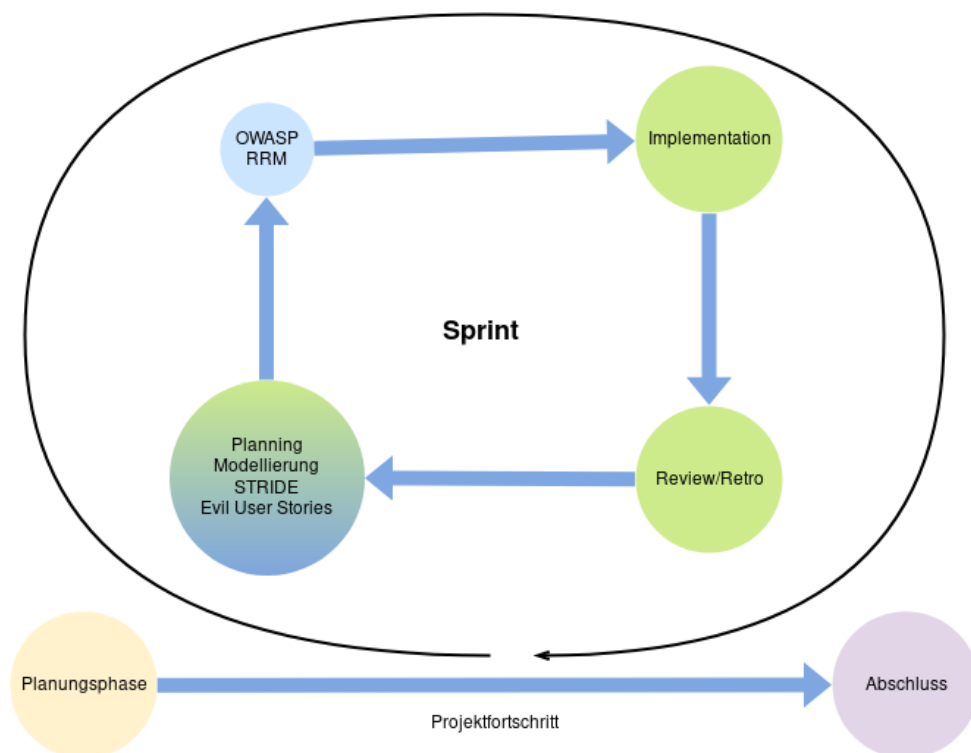 OWASP
RRM
Implementation
Sprint
Planning
Modellierung
STRIDE
Evil User Stories
Review/Retro
Planungsphase
Abschluss
Projektfortschritt